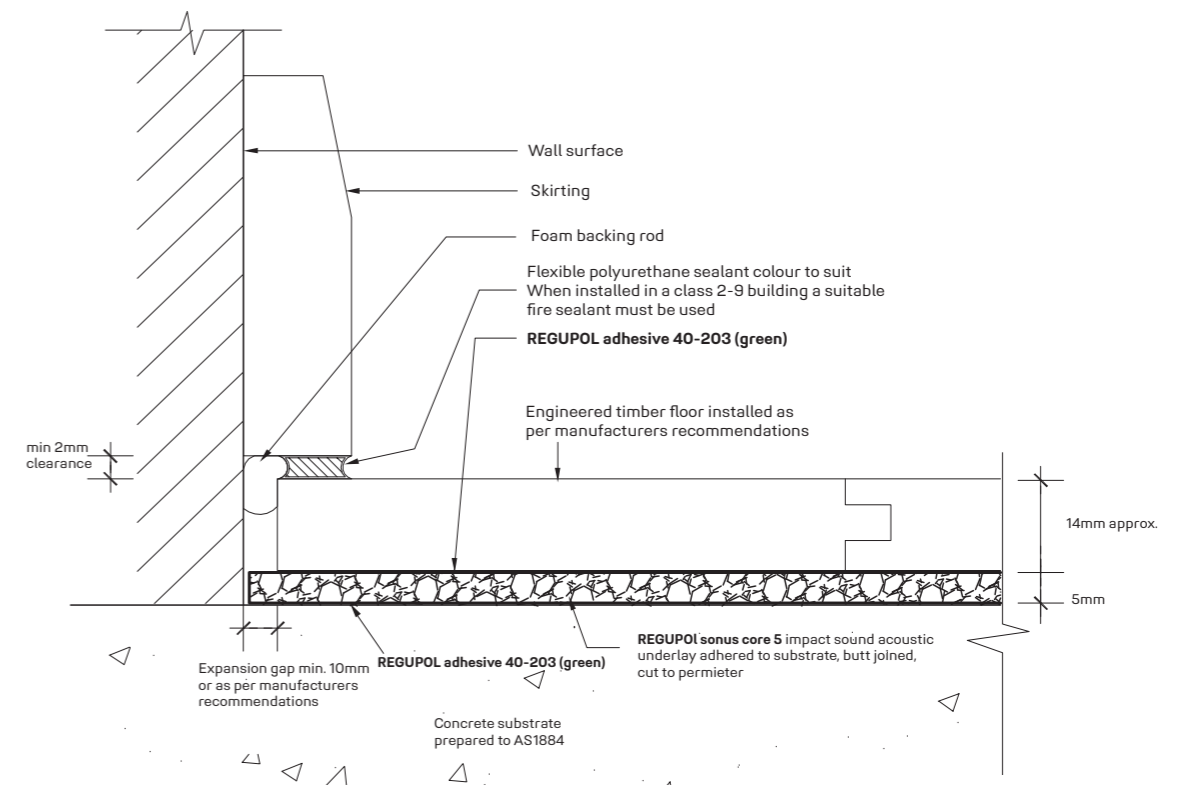 Wall surface
Skirting
Foam backing rod
Flexible polyurethane sealant colour to suit
When installed in a class 2-9 building a suitable
fire sealant must be used
REGUPOL adhesive 40-203 (green)
Engineered timber floor installed as
per manufacturers recommendations
min 2mm
clearance
14mm approx.
5mm
Expansion gap min. 10mm
or as per manufacturers
recommendations
REGUPOL adhesive 40-203 (green)
REGUPOl sonus core 5 impact sound acoustic
underlay adhered to substrate, butt joined,
cut to permieter
Concrete substrate
prepared to AS1884